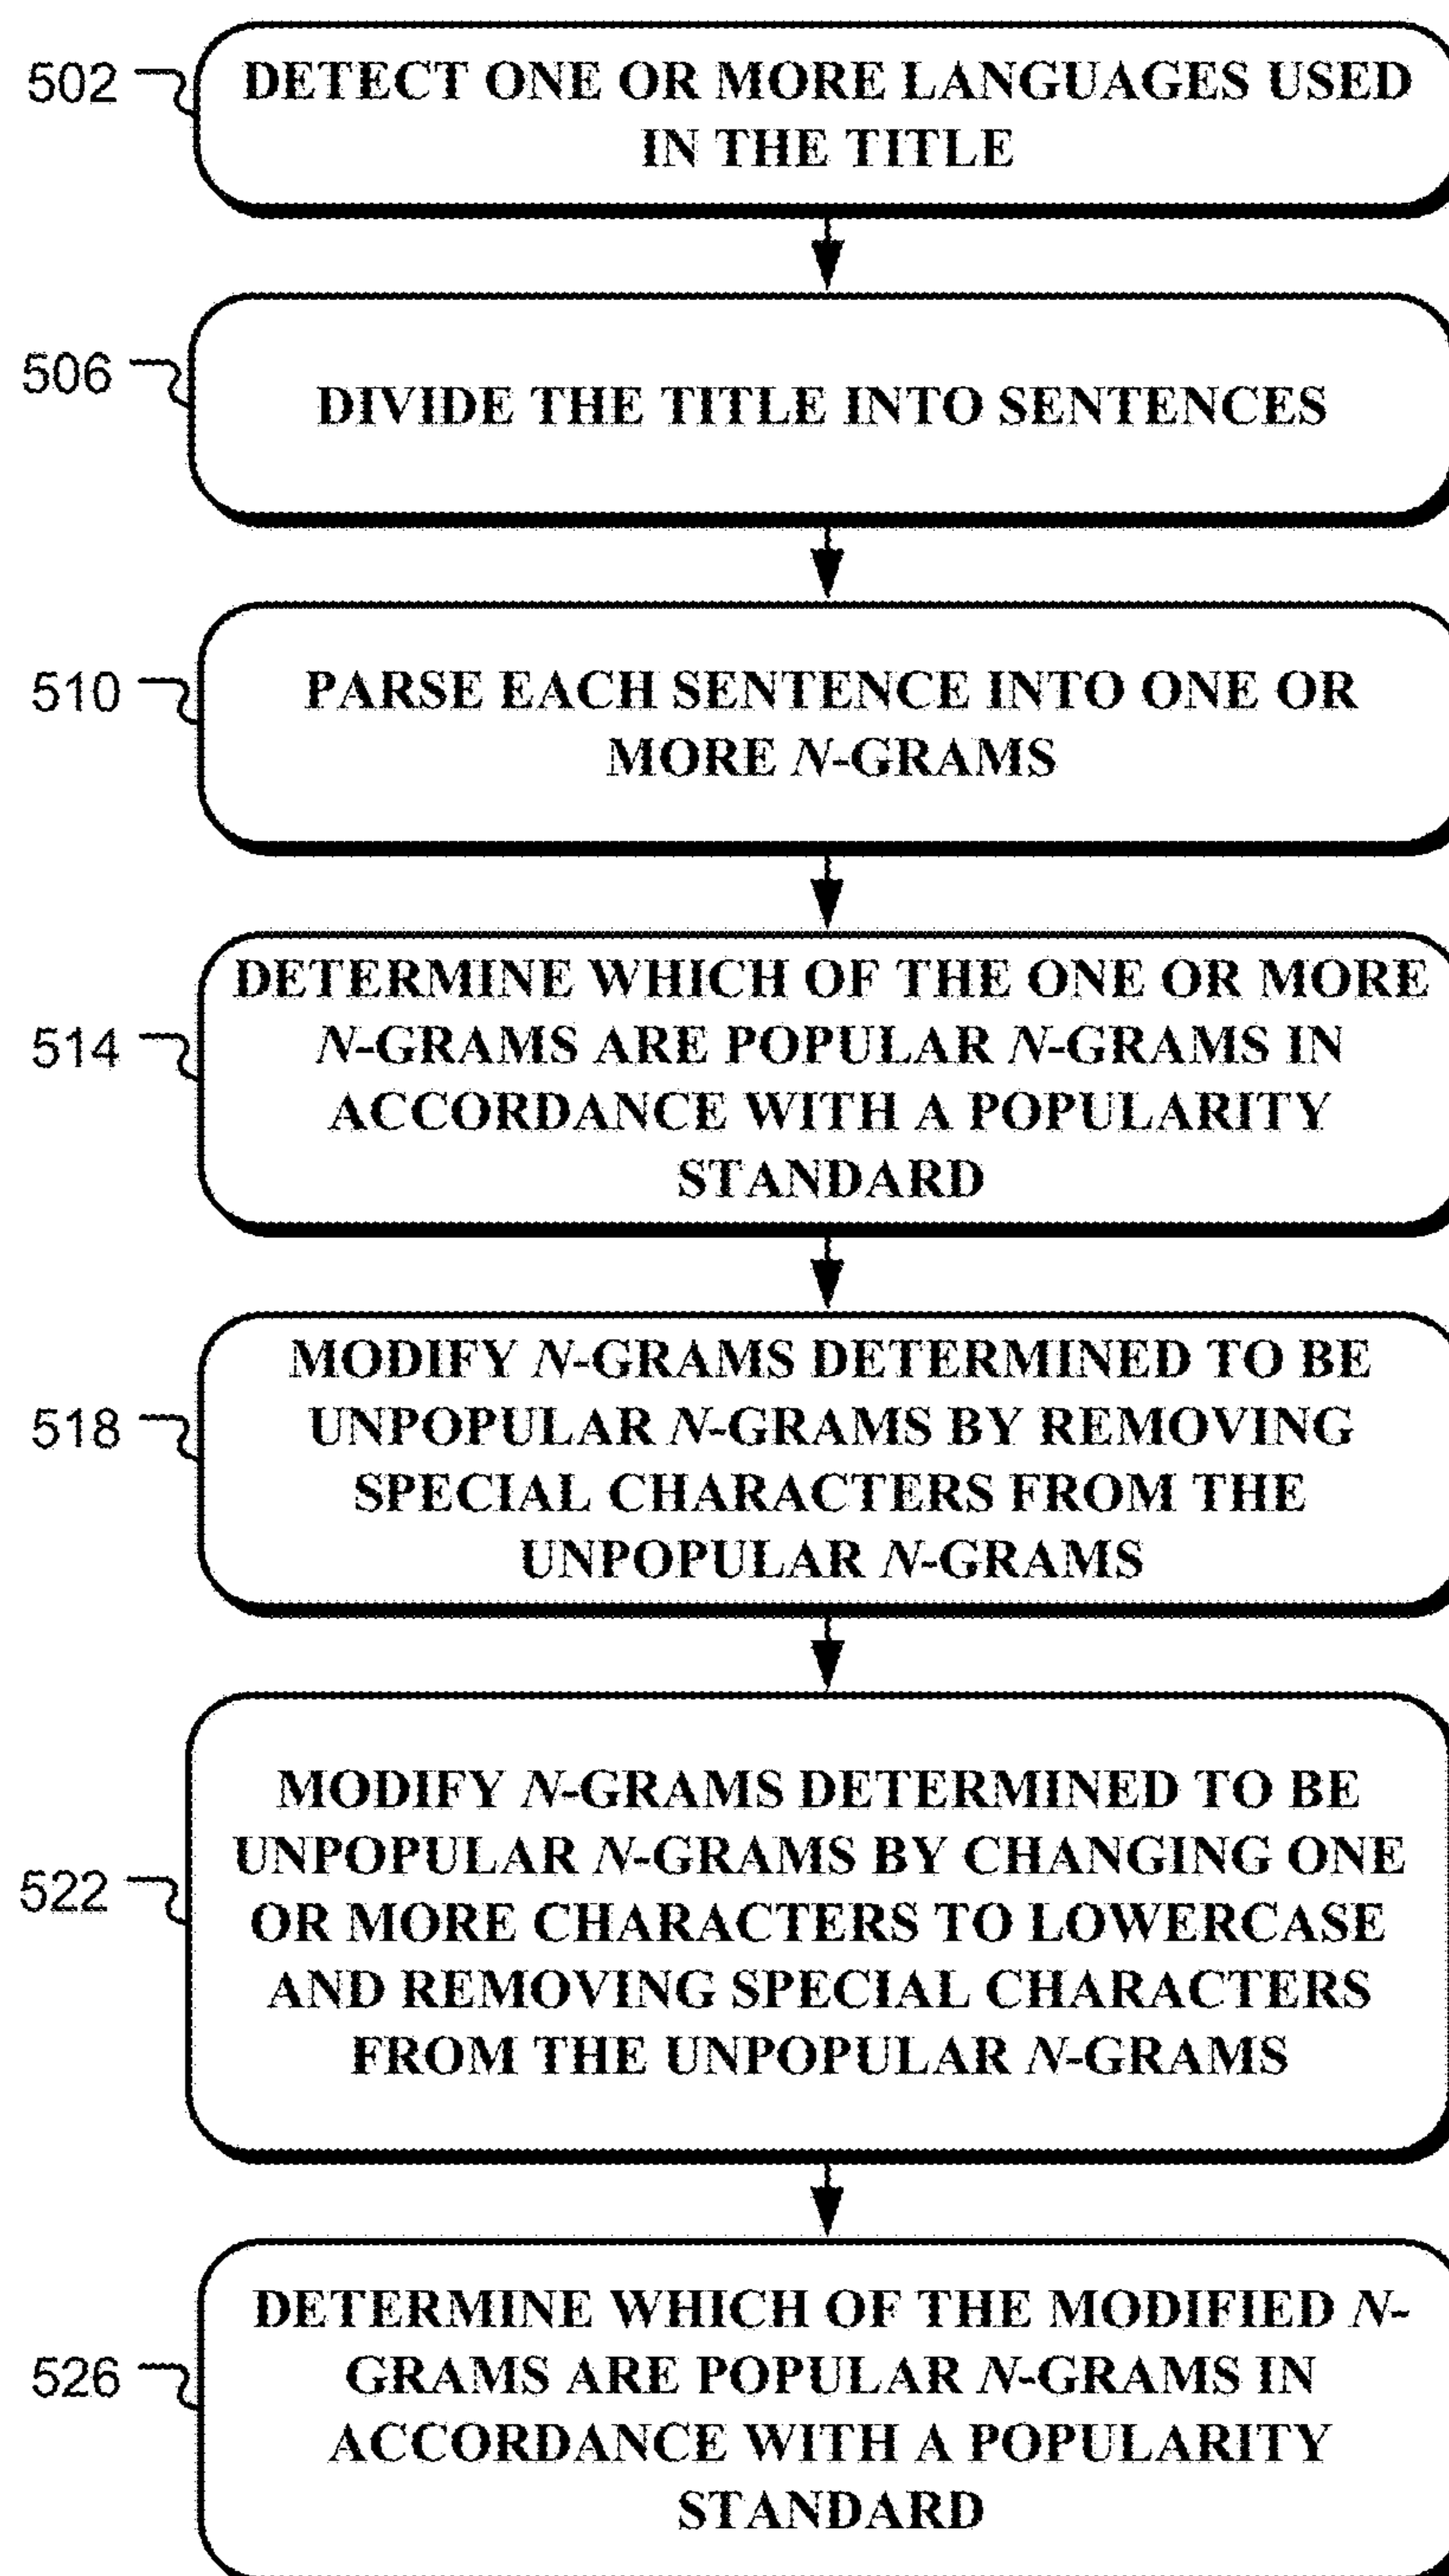 502
DETECT ONE OR MORE LANGUAGES USED
IN THE TITLE
506
DIVIDE THE TITLE INTO SENTENCES
510
PARSE EACH SENTENCE INTO ONE OR
MORE N-GRAMS
514
DETERMINE WHICH OF THE ONE OR MORE
N-GRAMS ARE POPULAR N-GRAMS IN
ACCORDANCE WITH A POPULARITY
STANDARD
518
MODIFY N-GRAMS DETERMINED TO BE
UNPOPULAR N-GRAMS BY REMOVING
SPECIAL CHARACTERS FROM THE
UNPOPULAR N-GRAMS
522
MODIFY N-GRAMS DETERMINED TO BE
UNPOPULAR N-GRAMS BY CHANGING ONE
OR MORE CHARACTERS TO LOWERCASE
AND REMOVING SPECIAL CHARACTERS
FROM THE UNPOPULAR N-GRAMS
526
DETERMINE WHICH OF THE MODIFIED N-
GRAMS ARE POPULAR N-GRAMS IN
ACCORDANCE WITH A POPULARITY
STANDARD